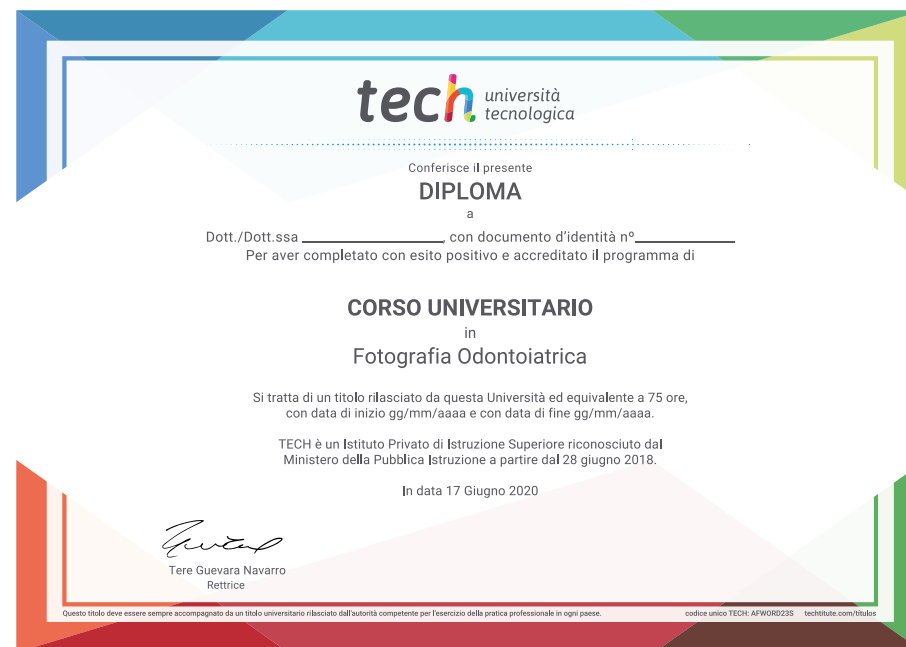 tech università
tecnologica
Conferisce il presente
DIPLOMA
a
Dott./Dott.ssa ____________________, con documento d'identità nº______________
Per aver completato con esito positivo e accreditato il programma di
CORSO UNIVERSITARIO
in
Fotografia Odontoiatrica
Si tratta di un titolo rilasciato da questa Università ed equivalente a 75 ore,
con data di inizio gg/mm/aaaa e con data di fine gg/mm/aaaa.
TECH è un Istituto Privato di Istruzione Superiore riconosciuto dal
Ministero della Pubblica Istruzione a partire dal 28 giugno 2018.
In data 17 Giugno 2020
Tere Guevara Navarro
Rettrice
Questo titolo deve essere sempre accompagnato da un titolo universitario rilasciato dall'autorità competente per l'esercizio della pratica professionale in ogni paese. codice unico TECH: AFWORD23S techtitute.com/titulos